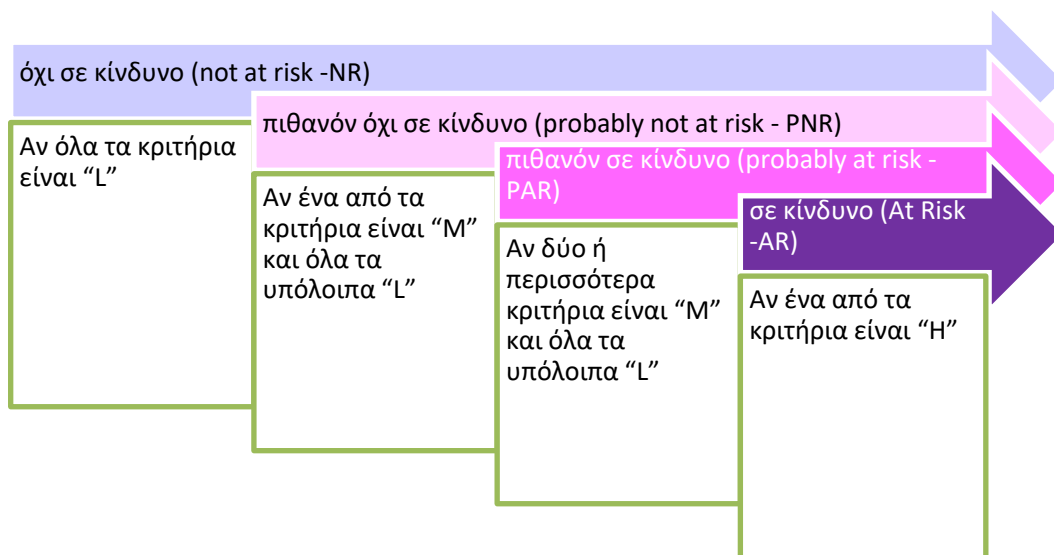 όχι σε κίνδυνο (not at risk -NR)
Αν όλα τα κριτήρια
είναι “L”
πιθανόν όχι σε κίνδυνο (probably not at risk - PNR)
Αν ένα από τα
κριτήρια είναι “M”
και όλα τα
υπόλοιπα “L”
πιθανόν σε κίνδυνο (probably at risk -
PAR)
Αν δύο ή
περισσότερα
κριτήρια είναι “M”
και όλα τα
υπόλοιπα “L”
σε κίνδυνο (At Risk
-AR)
Αν ένα από τα
κριτήρια είναι “H”